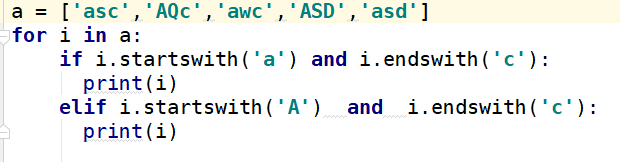 a = ['asc','AQc','awc','ASD','asd']
for i in a:
    if i.startswith('a') and i.endswith('c'):
      print(i)
    elif i.startswith('A')  and  i.endswith('c'):
      print(i)